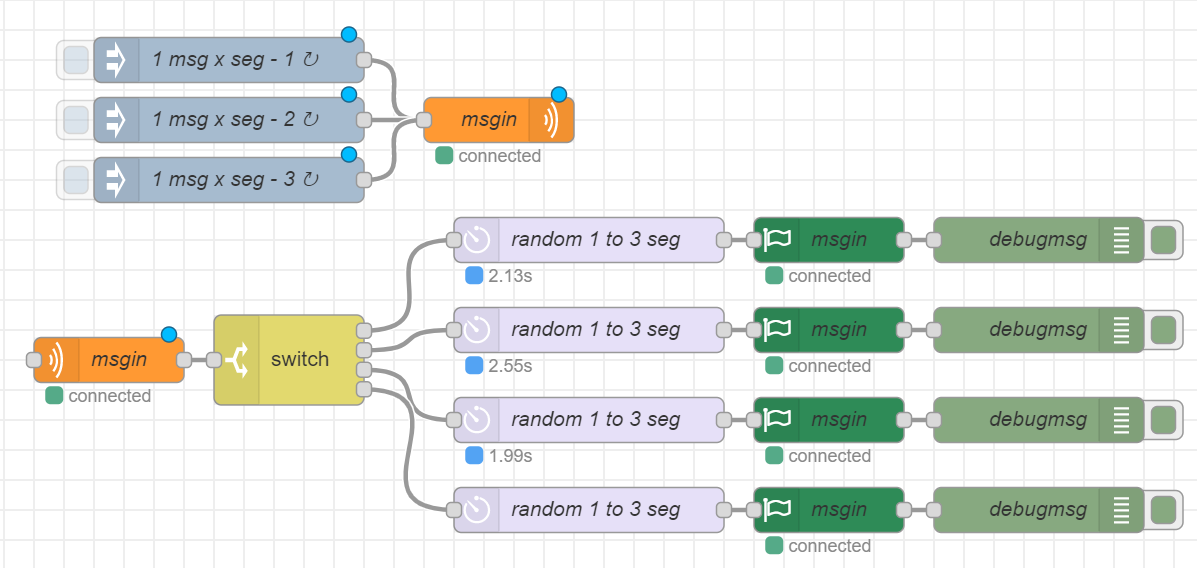 1 msg x seg - 1 ↻
1 msg x seg - 2 ↻
msgin
connected
1 msg x seg - 3 ↻
random 1 to 3 seg
msgin
debugmsg
2.13s
connected
random 1 to 3 seg
msgin
debugmsg
2.55s
connected
msgin
switch
connected
random 1 to 3 seg
msgin
debugmsg
1.99s
connected
random 1 to 3 seg
msgin
debugmsg
connected